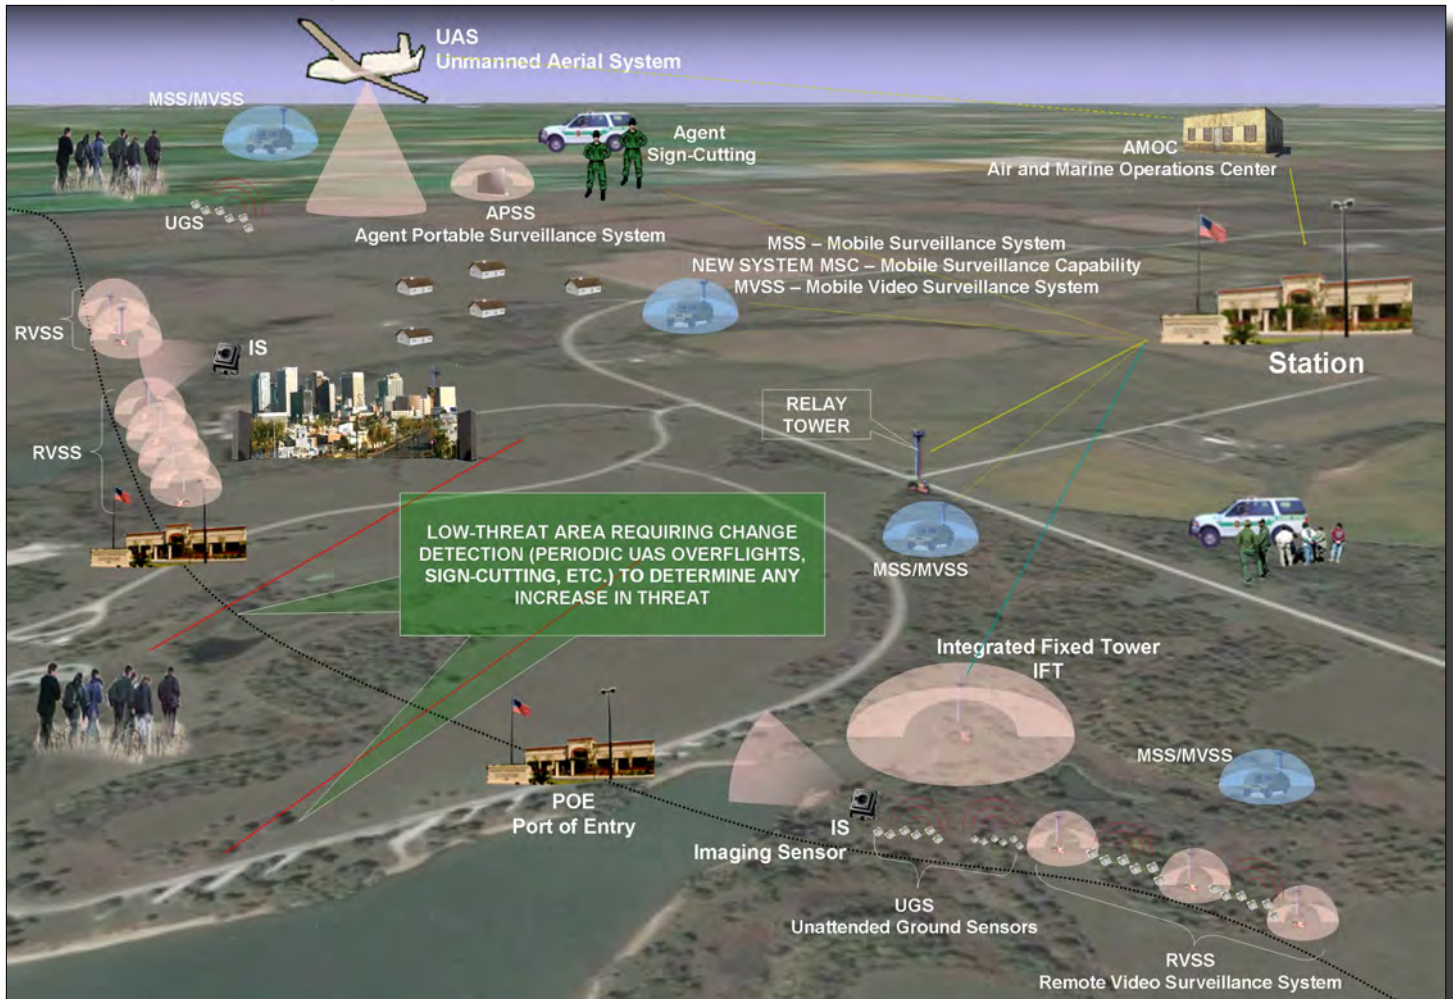 UAS
Unmanned Aerial System
MSS/MVSS
Agent
Sign-Cutting
AMOC
Air and Marine Operations Center
UGS
APSS
Agent Portable Surveillance System
MSS – Mobile Surveillance System
NEW SYSTEM MSC – Mobile Surveillance Capability
MVSS – Mobile Video Surveillance System
RVSS
IS
Station
RELAY
TOWER
RVSS
LOW-THREAT AREA REQUIRING CHANGE
DETECTION (PERIODIC UAS OVERFLIGHTS,
SIGN-CUTTING, ETC.) TO DETERMINE ANY
INCREASE IN THREAT
MSS/MVSS
Integrated Fixed Tower
IFT
MSS/MVSS
POE
Port of Entry
IS
Imaging Sensor
UGS
Unattended Ground Sensors
RVSS
Remote Video Surveillance System